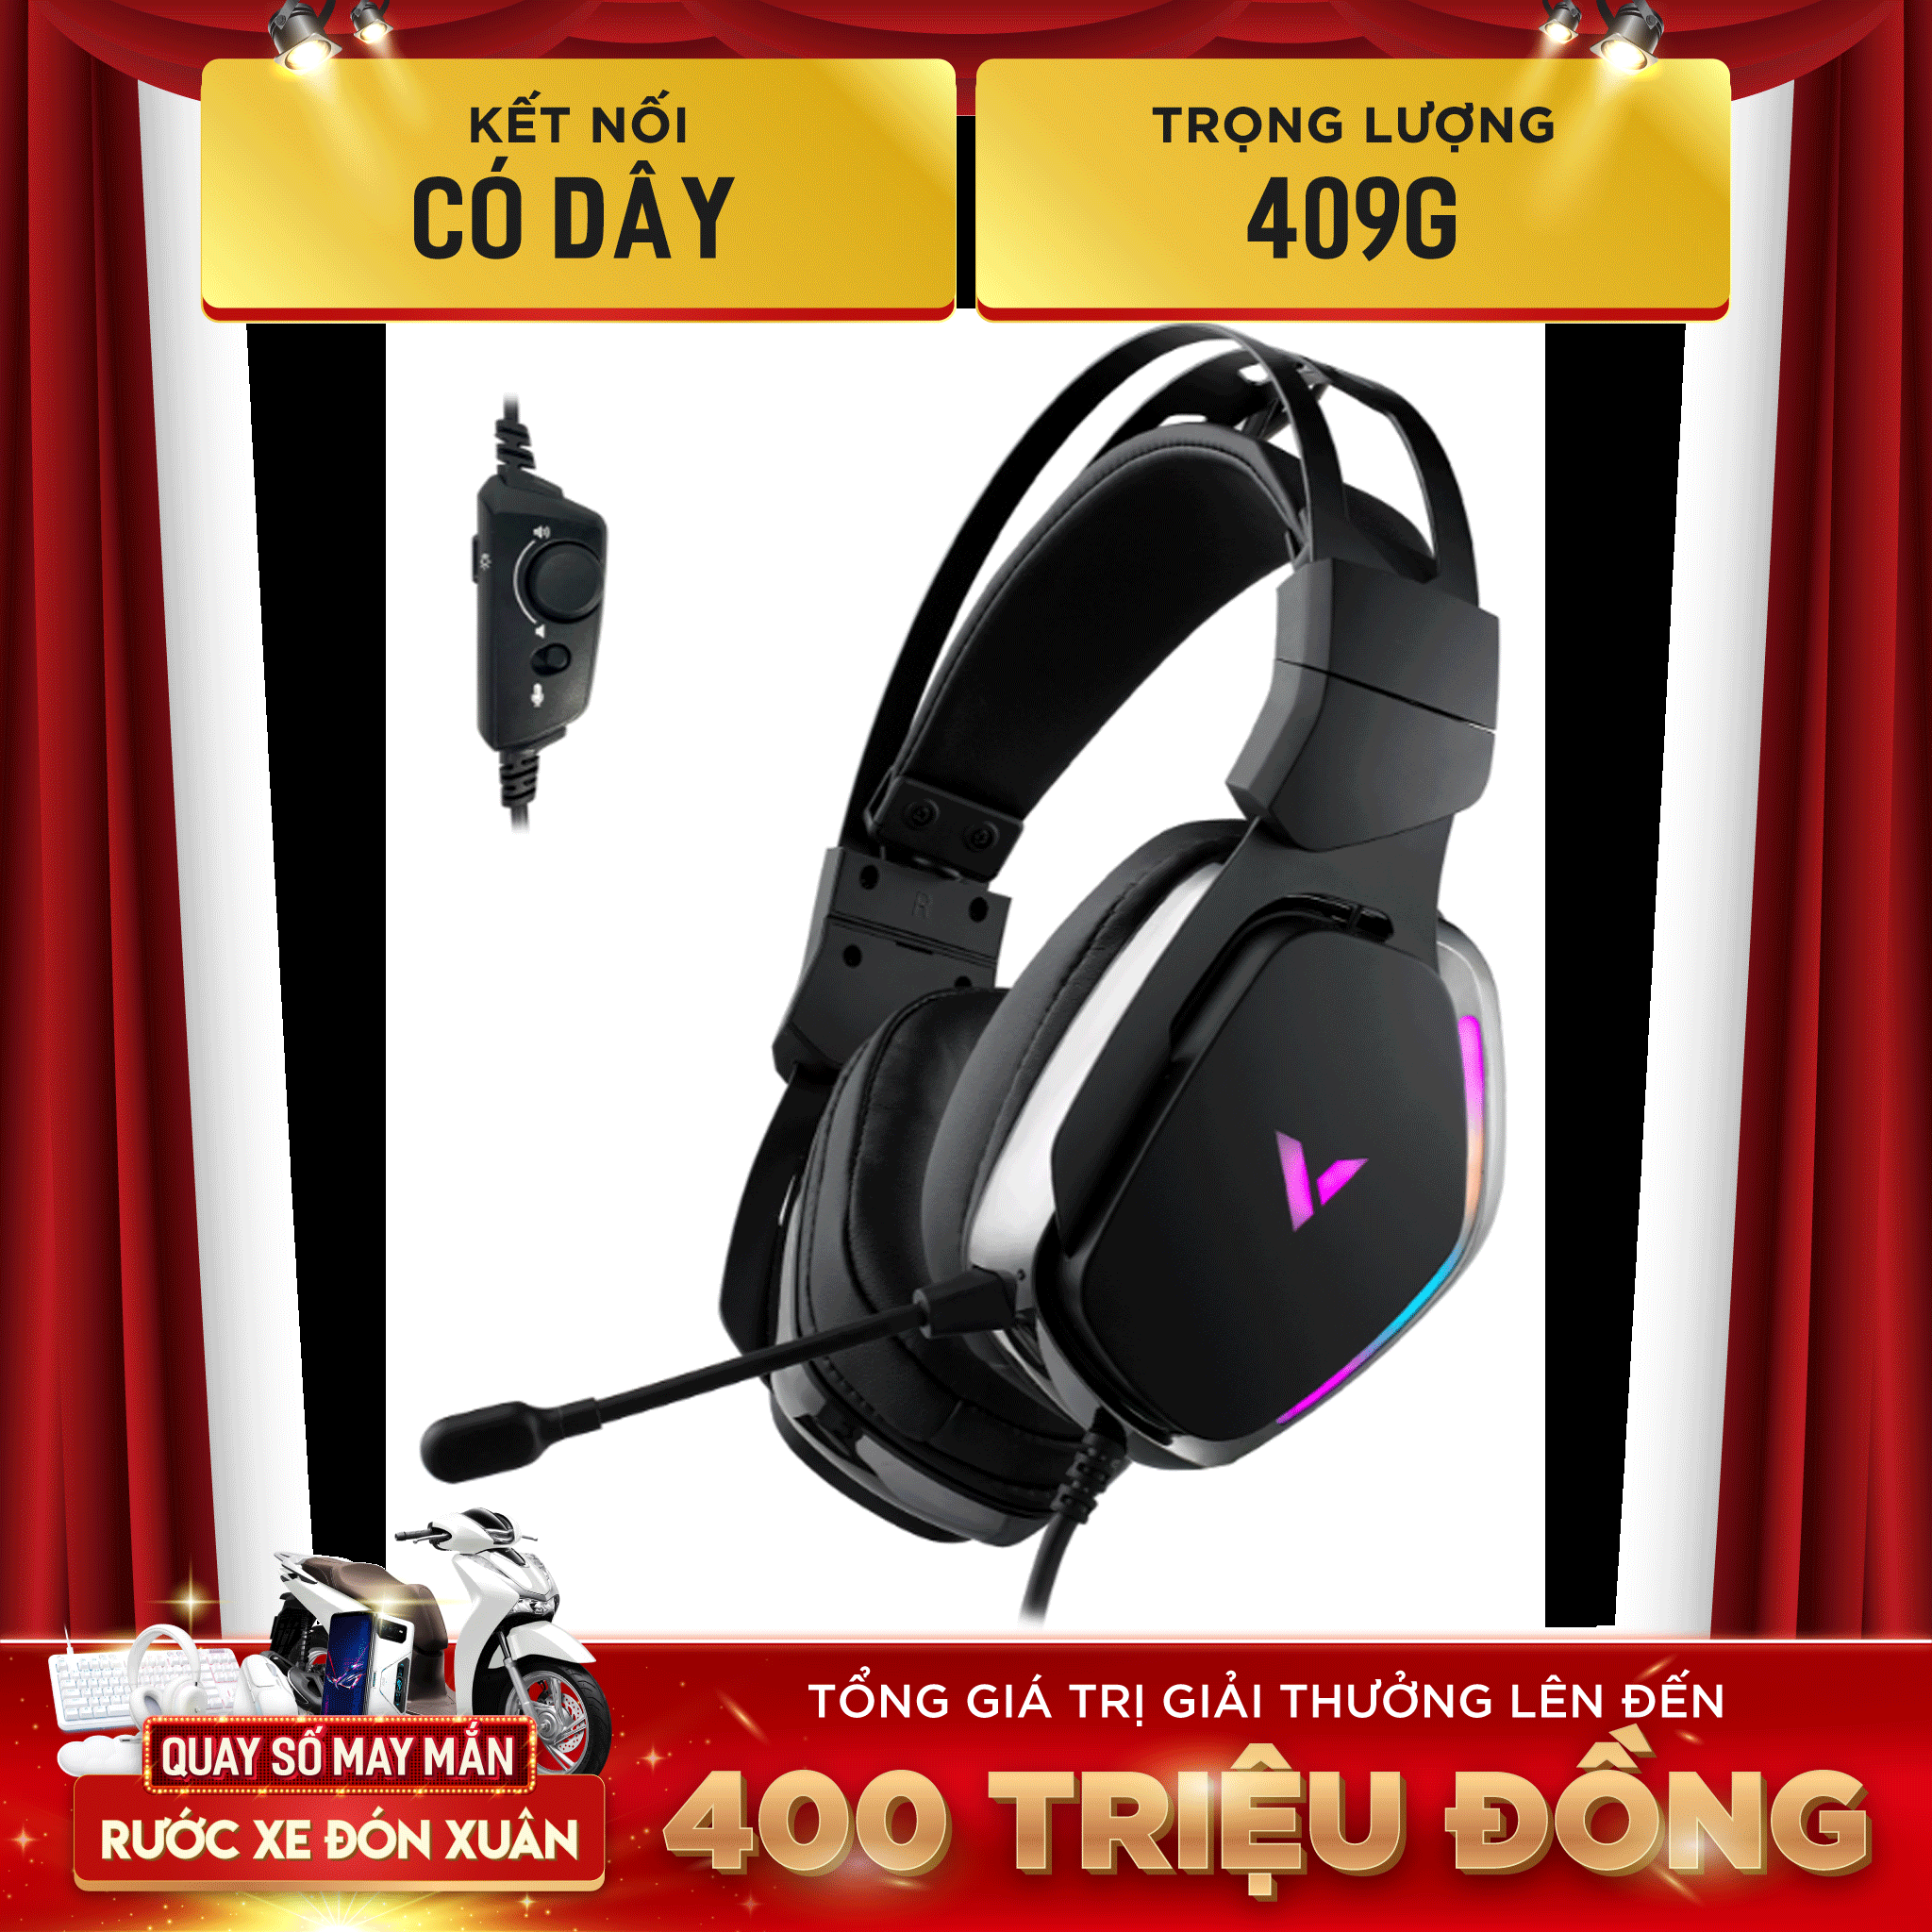 KẾT NỐI
CÓ DÂY
TRỌNG LƯỢNG
409G
R
TỔNG GIÁ TRỊ GIẢI THƯỞNG LÊN ĐẾN
400 TRIỆU ĐỒNG
QUAY SỐ MAY MẮN
RƯỚC XE ĐÓN XUÂN